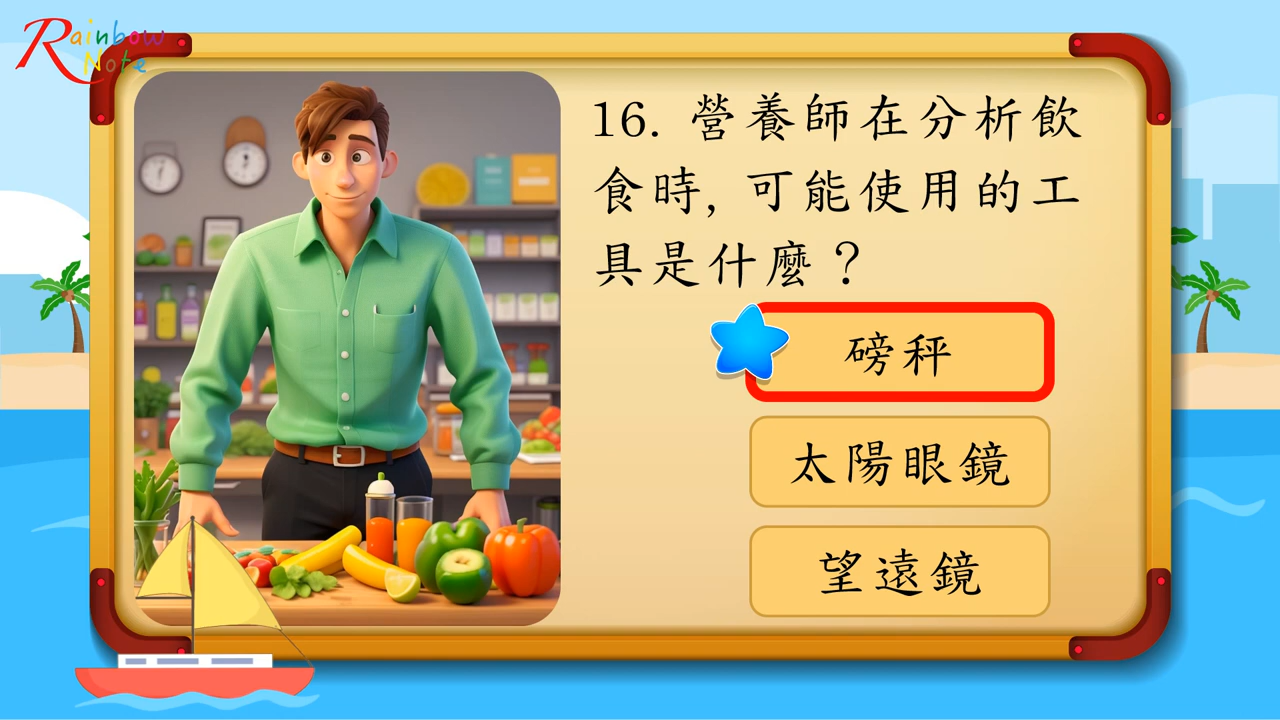 Rainbow
Note
16. 營養師在分析飲
食時, 可能使用的工
具是什麼？
磅秤
太陽眼鏡
望遠鏡